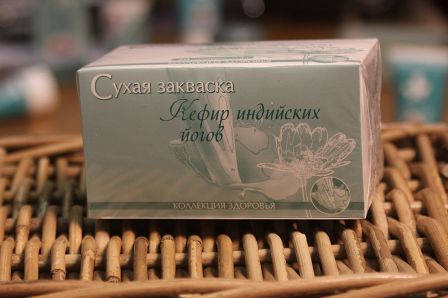 Сухая закваска
Кефир индийских
йогов
КОЛЛЕКЦИЯ ЗДОРОВЬЯ